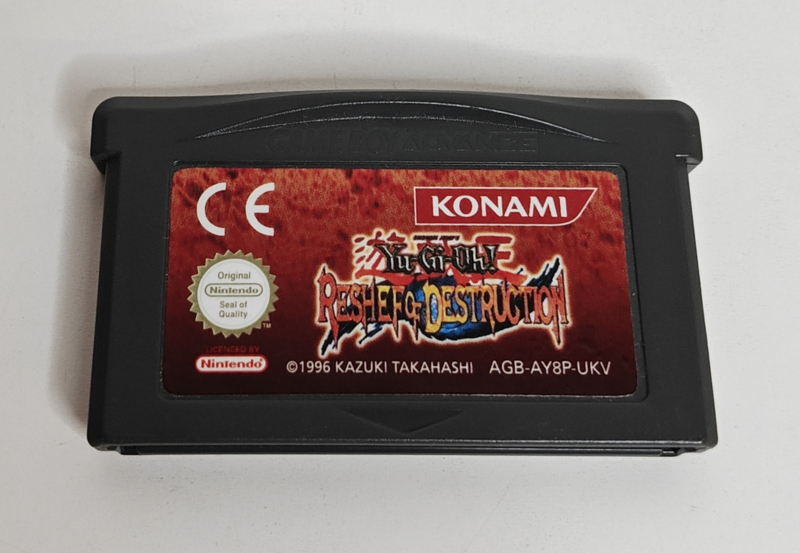 GAME BOY ADVANCE
CE
KONAMI
Yu-Gi-Oh!
RESHEF OF DESTRUCTION
Original
Nintendo
Seal of
Quality
TM
LICENSED BY
Nintendo
©1996 KAZUKI TAKAHASHI AGB-AY8P-UKV